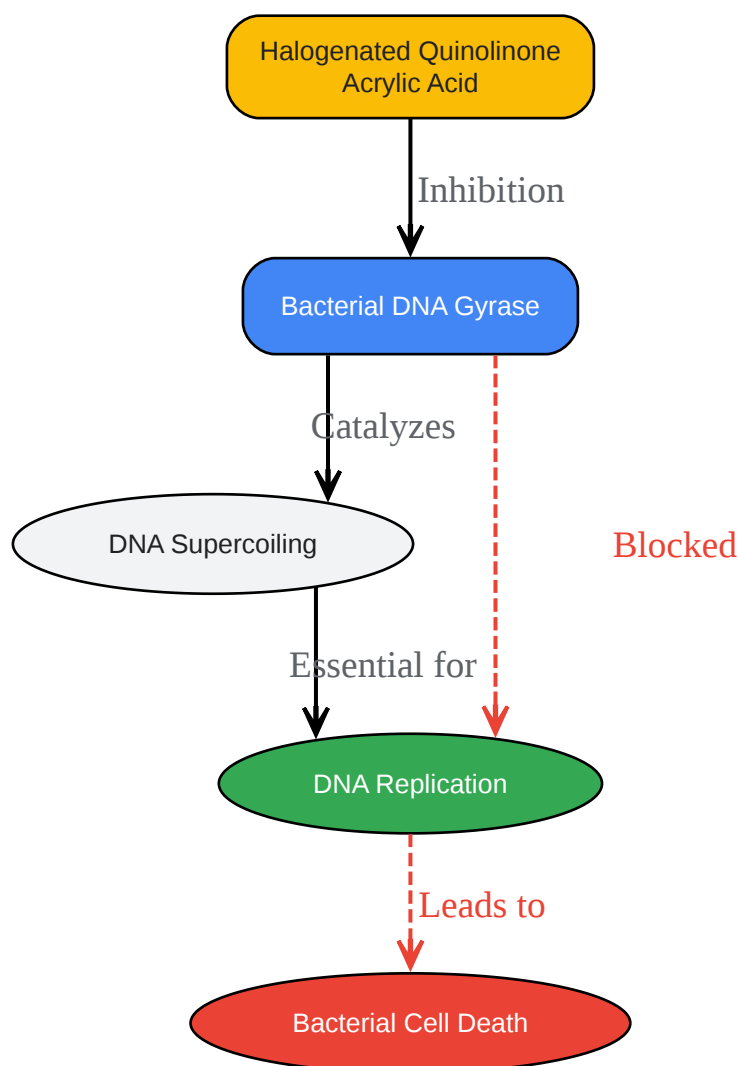 Halogenated Quinolinone
Acrylic Acid
Inhibition
Bacterial DNA Gyrase
Catalyzes
DNA Supercoiling
Blocked
Essential for
DNA Replication
Leads to
Bacterial Cell Death